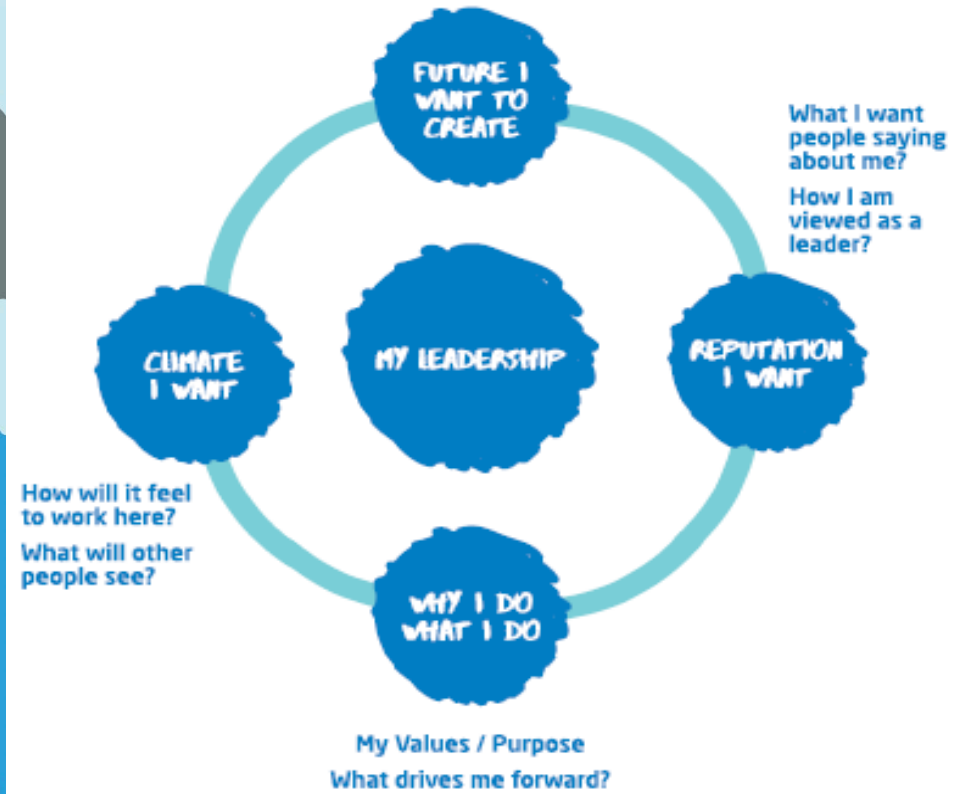 FUTURE I
WANT TO
CREATE
What I want
people saying
about me?
How I am
viewed as a
leader?
CLIMATE
I WANT
MY LEADERSHIP
REPUTATION
I WANT
How will it feel
to work here?
What will other
people see?
WHY I DO
WHAT I DO
My Values / Purpose
What drives me forward?